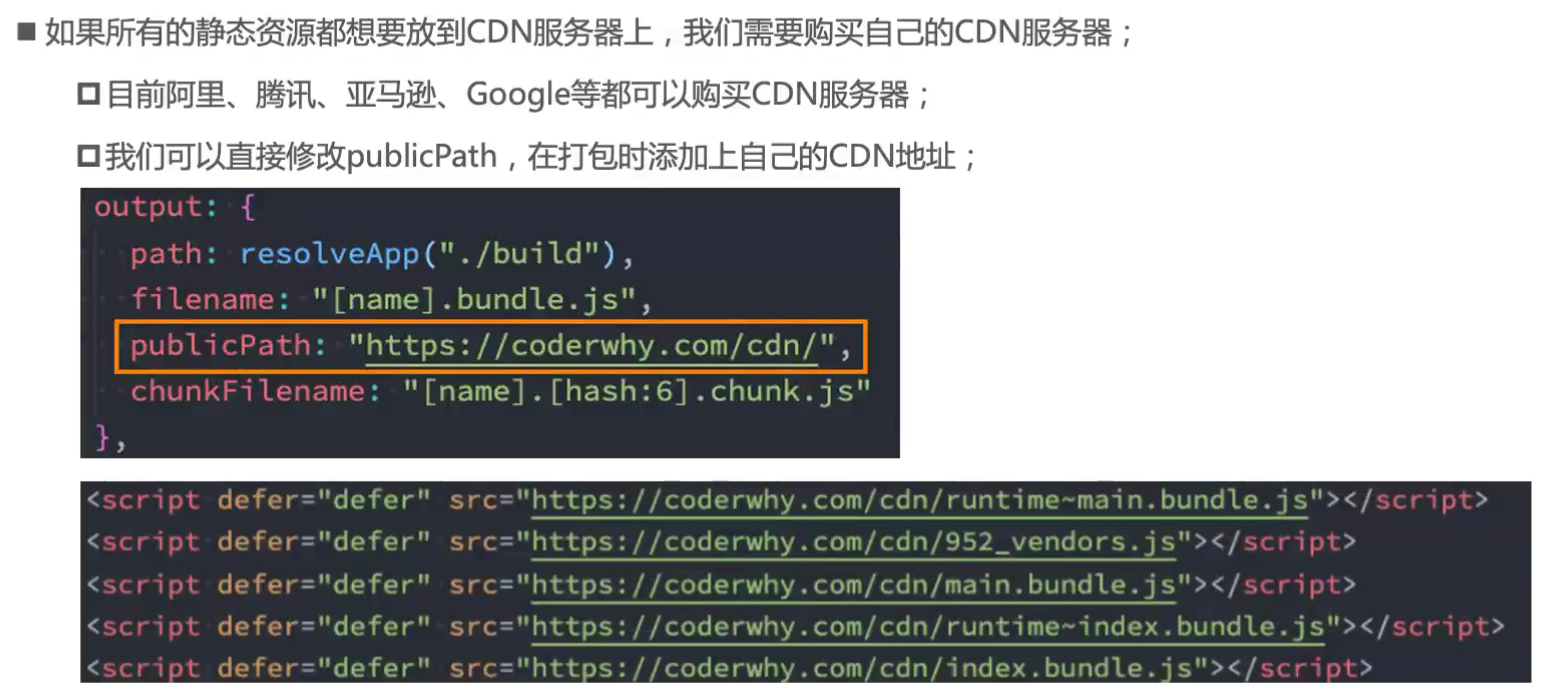 ■ 如果所有的静态资源都想要放到CDN服务器上，我们需要购买自己的CDN服务器；
目前阿里、腾讯、亚马逊、Google等都可以购买CDN服务器；
我们可以直接修改publicPath，在打包时添加上自己的CDN地址；
output: {
path: resolveApp("./build"),
filename: "[name].bundle.js",
publicPath: "https://coderwhy.com/cdn/",
chunkFilename: "[name].[hash:6].chunk.js"
},
<script defer="defer" src="https://coderwhy.com/cdn/runtime~main.bundle.js"></script>
<script defer="defer" src="https://coderwhy.com/cdn/952_vendors.js"></script>
<script defer="defer" src="https://coderwhy.com/cdn/main.bundle.js"></script>
<script defer="defer" src="https://coderwhy.com/cdn/runtime~index.bundle.js"></script>
<script defer="defer" src="https://coderwhy.com/cdn/index.bundle.js"></script>